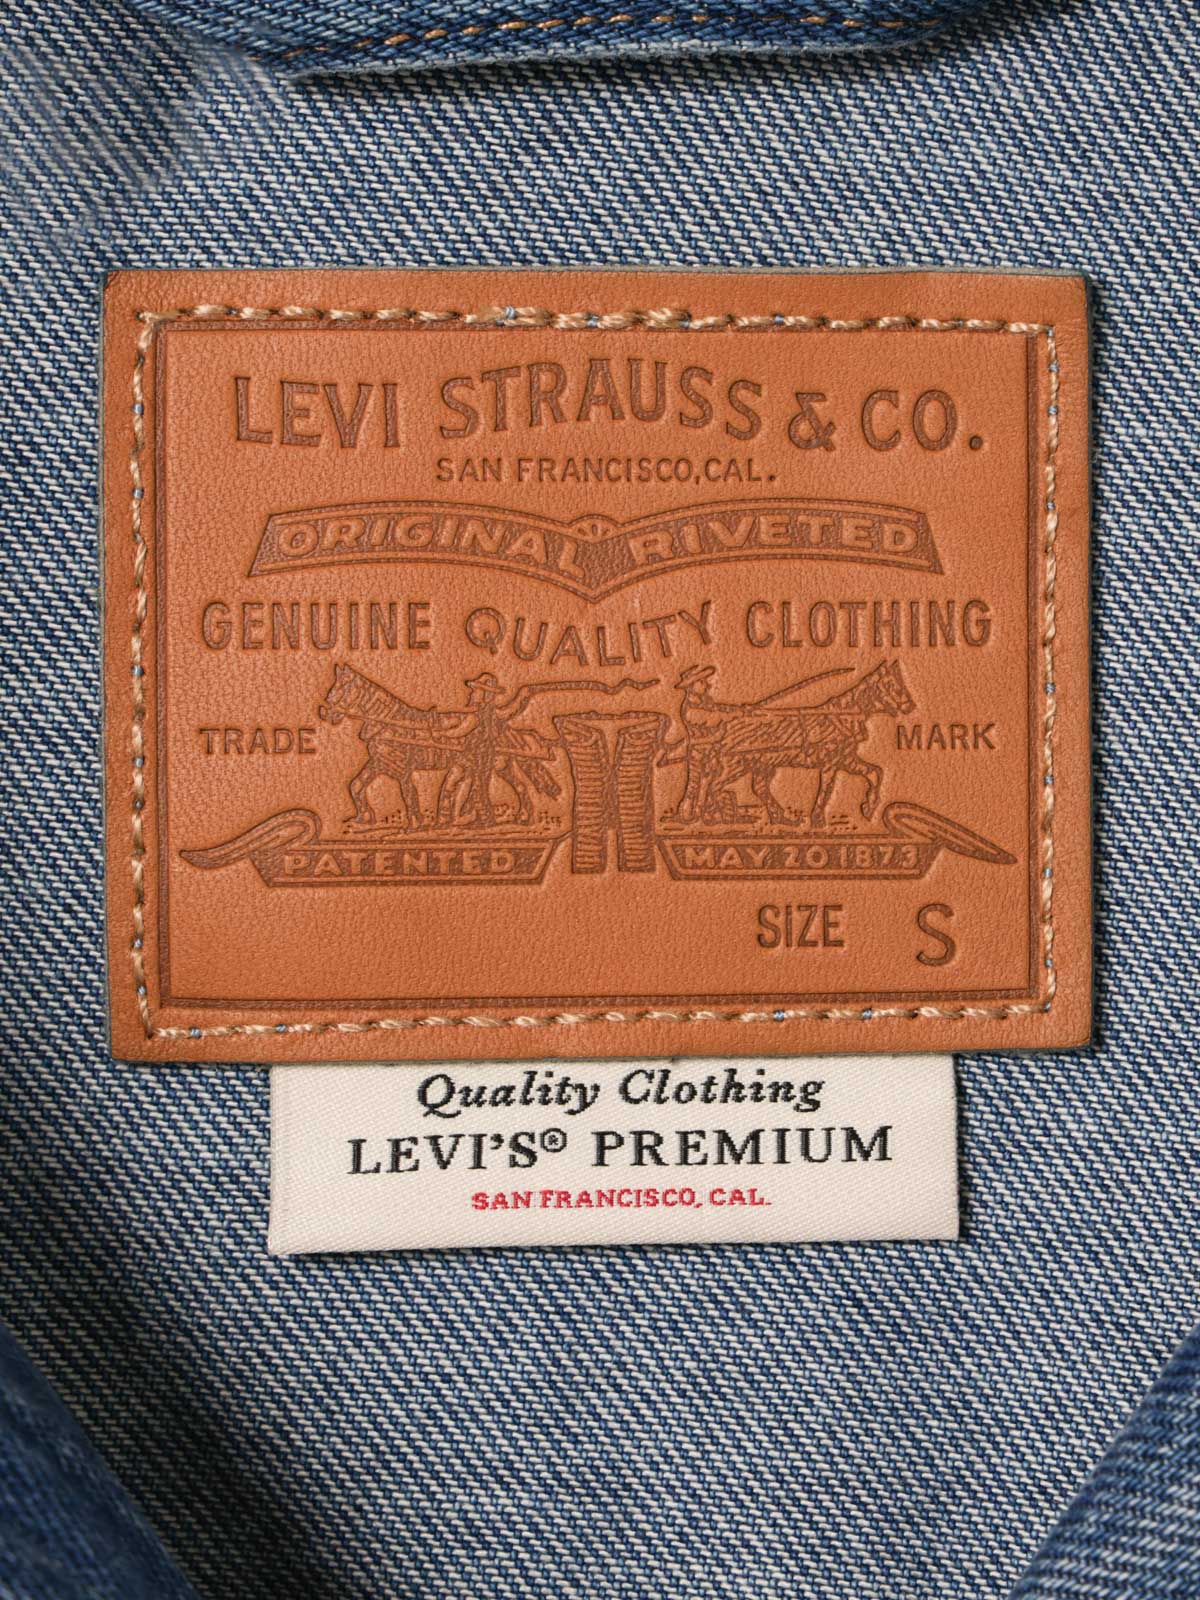 LEVI STRAUSS & CO.
SAN FRANCISCO, CAL.
ORIGINAL RIVETED
GENUINE QUALITY CLOTHING
TRADE MARK
PATENTED MAY 20 1873
SIZE S
Quality Clothing
LEVI'S® PREMIUM
SAN FRANCISCO, CAL.